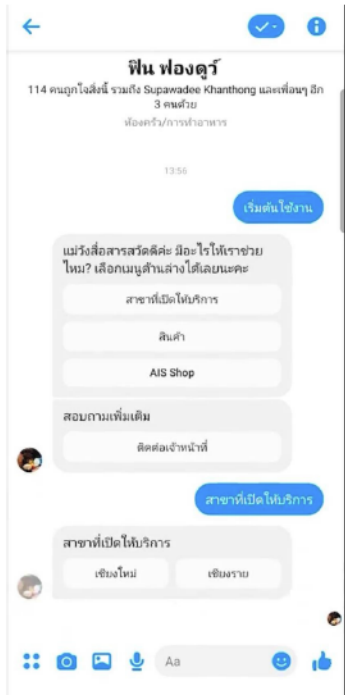 ฟิน ฟองดูว์
114 คนถูกใจสิ่งนี้ รวมถึง Supawadee Khanthong และเพื่อนๆ อีก
3 คนด้วย
ห้องครัว/การทำอาหาร
13:56
เริ่มต้นใช้งาน
แม่วังสื่อสารสวัดดีค่ะ มีอะไรให้เราช่วย
ไหม? เลือกเมนูด้านล่างได้เลยนะคะ
สาขาที่เปิดให้บริการ
สินค้า
AIS Shop
สอบถามเพิ่มเติม
ติดต่อเจ้าหน้าที่
สาขาที่เปิดให้บริการ
สาขาที่เปิดให้บริการ
เชียงใหม่
เชียงราย
Aa